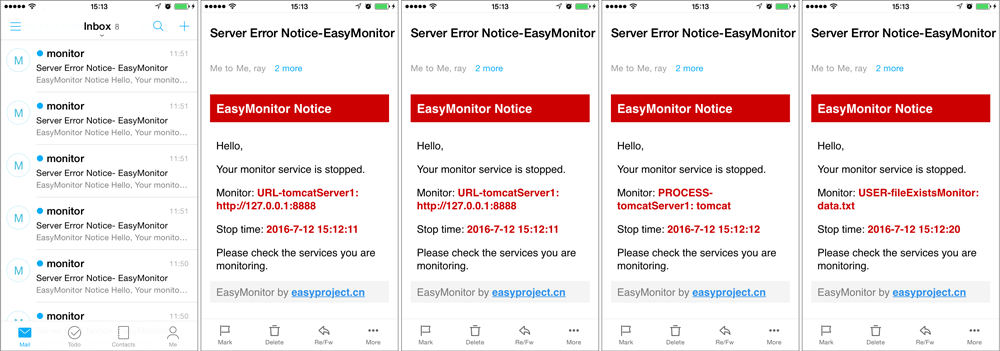 15:13
Inbox 8
M
monitor
11:51
Server Error Notice- EasyMonitor
EasyMonitor Notice Hello, Your monito...
M
monitor
11:51
Server Error Notice- EasyMonitor
EasyMonitor Notice Hello, Your monito...
M
monitor
11:51
Server Error Notice- EasyMonitor
EasyMonitor Notice Hello, Your monito...
M
monitor
11:51
Server Error Notice- EasyMonitor
EasyMonitor Notice Hello, Your monito...
M
monitor
11:50
Server Error Notice- EasyMonitor
EasyMonitor Notice Hello, Your monito...
monitor
11:50
Mail
Todo
Contacts
Me
15:13
Server Error Notice-EasyMonitor
Me to Me, ray 2 more
EasyMonitor Notice
Hello,
Your monitor service is stopped.
Monitor: URL-tomcatServer1:
http://127.0.0.1:8888
Stop time: 2016-7-12 15:12:11
Please check the services you are
monitoring.
EasyMonitor by easyproject.cn
Mark
Delete
Re/Fw
More
15:13
Server Error Notice-EasyMonitor
Me to Me, ray 2 more
EasyMonitor Notice
Hello,
Your monitor service is stopped.
Monitor: URL-tomcatServer1:
http://127.0.0.1:8888
Stop time: 2016-7-12 15:12:11
Please check the services you are
monitoring.
EasyMonitor by easyproject.cn
Mark
Delete
Re/Fw
More
15:13
Server Error Notice-EasyMonitor
Me to Me, ray 2 more
EasyMonitor Notice
Hello,
Your monitor service is stopped.
Monitor: PROCESS-
tomcatServer1: tomcat
Stop time: 2016-7-12 15:12:12
Please check the services you are
monitoring.
EasyMonitor by easyproject.cn
Mark
Delete
Re/Fw
More
15:13
Server Error Notice-EasyMonitor
Me to Me, ray 2 more
EasyMonitor Notice
Hello,
Your monitor service is stopped.
Monitor: USER-fileExistsMonitor:
data.txt
Stop time: 2016-7-12 15:12:20
Please check the services you are
monitoring.
EasyMonitor by easyproject.cn
Mark
Delete
Re/Fw
More